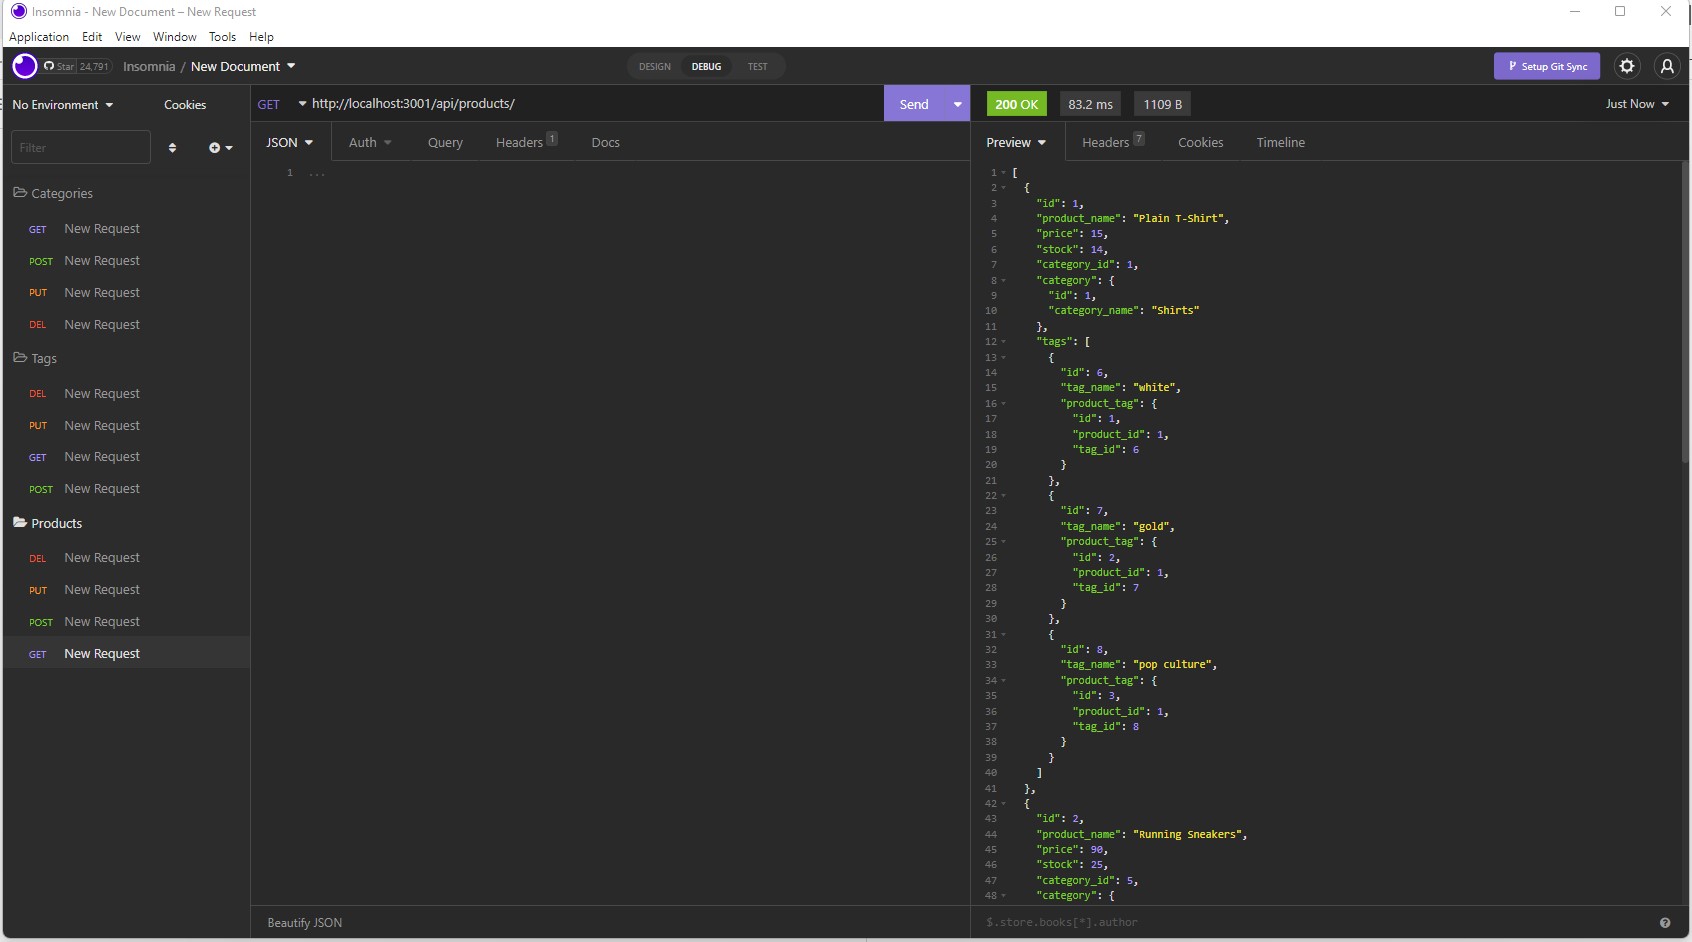 Insomnia - New Document – New Request
Application Edit View Window Tools Help
Star 24,791 Insomnia / New Document DESIGN DEBUG TEST Setup Git Sync
No Environment Cookies
Filter
Categories
GET New Request
POST New Request
PUT New Request
DEL New Request
Tags
DEL New Request
PUT New Request
GET New Request
POST New Request
Products
DEL New Request
PUT New Request
POST New Request
GET New Request
GET http://localhost:3001/api/products/ Send
JSON Auth Query Headers 1 Docs
1 ...
Beautify JSON
200 OK 83.2 ms 1109 B Just Now
Preview Headers 7 Cookies Timeline
1 [
2 {
3 "id": 1,
4 "product_name": "Plain T-Shirt",
5 "price": 15,
6 "stock": 14,
7 "category_id": 1,
8 "category": {
9 "id": 1,
10 "category_name": "Shirts"
11 },
12 "tags": [
13 {
14 "id": 6,
15 "tag_name": "white",
16 "product_tag": {
17 "id": 1,
18 "product_id": 1,
19 "tag_id": 6
20 }
21 },
22 {
23 "id": 7,
24 "tag_name": "gold",
25 "product_tag": {
26 "id": 2,
27 "product_id": 1,
28 "tag_id": 7
29 }
30 },
31 {
32 "id": 8,
33 "tag_name": "pop culture",
34 "product_tag": {
35 "id": 3,
36 "product_id": 1,
37 "tag_id": 8
38 }
39 }
40 ]
41 },
42 {
43 "id": 2,
44 "product_name": "Running Sneakers",
45 "price": 90,
46 "stock": 25,
47 "category_id": 5,
48 "category": {
$.store.books[*].author